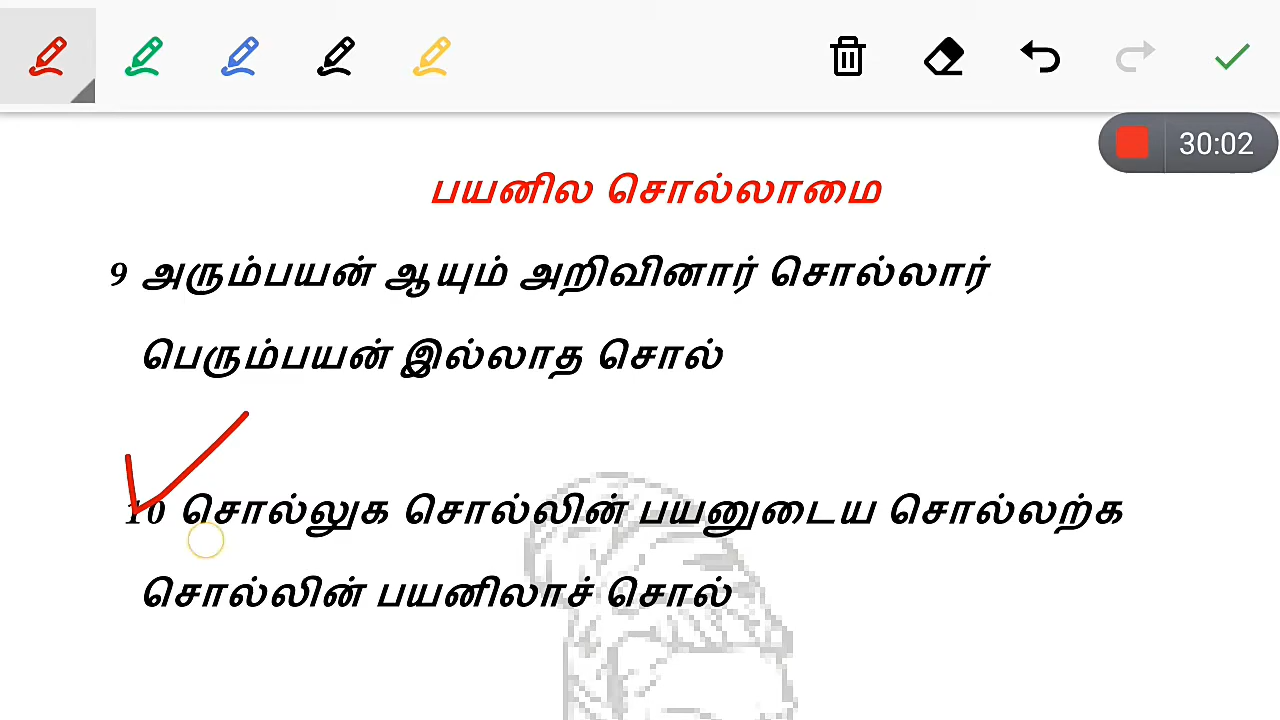 30:02
பயனில சொல்லாமை
9 அரும்பயன் ஆயும் அறிவினார் சொல்லார்
பெரும்பயன் இல்லாத சொல்
10 சொல்லுக சொல்லின் பயனுடைய சொல்லற்க
சொல்லின் பயனிலாச் சொல்